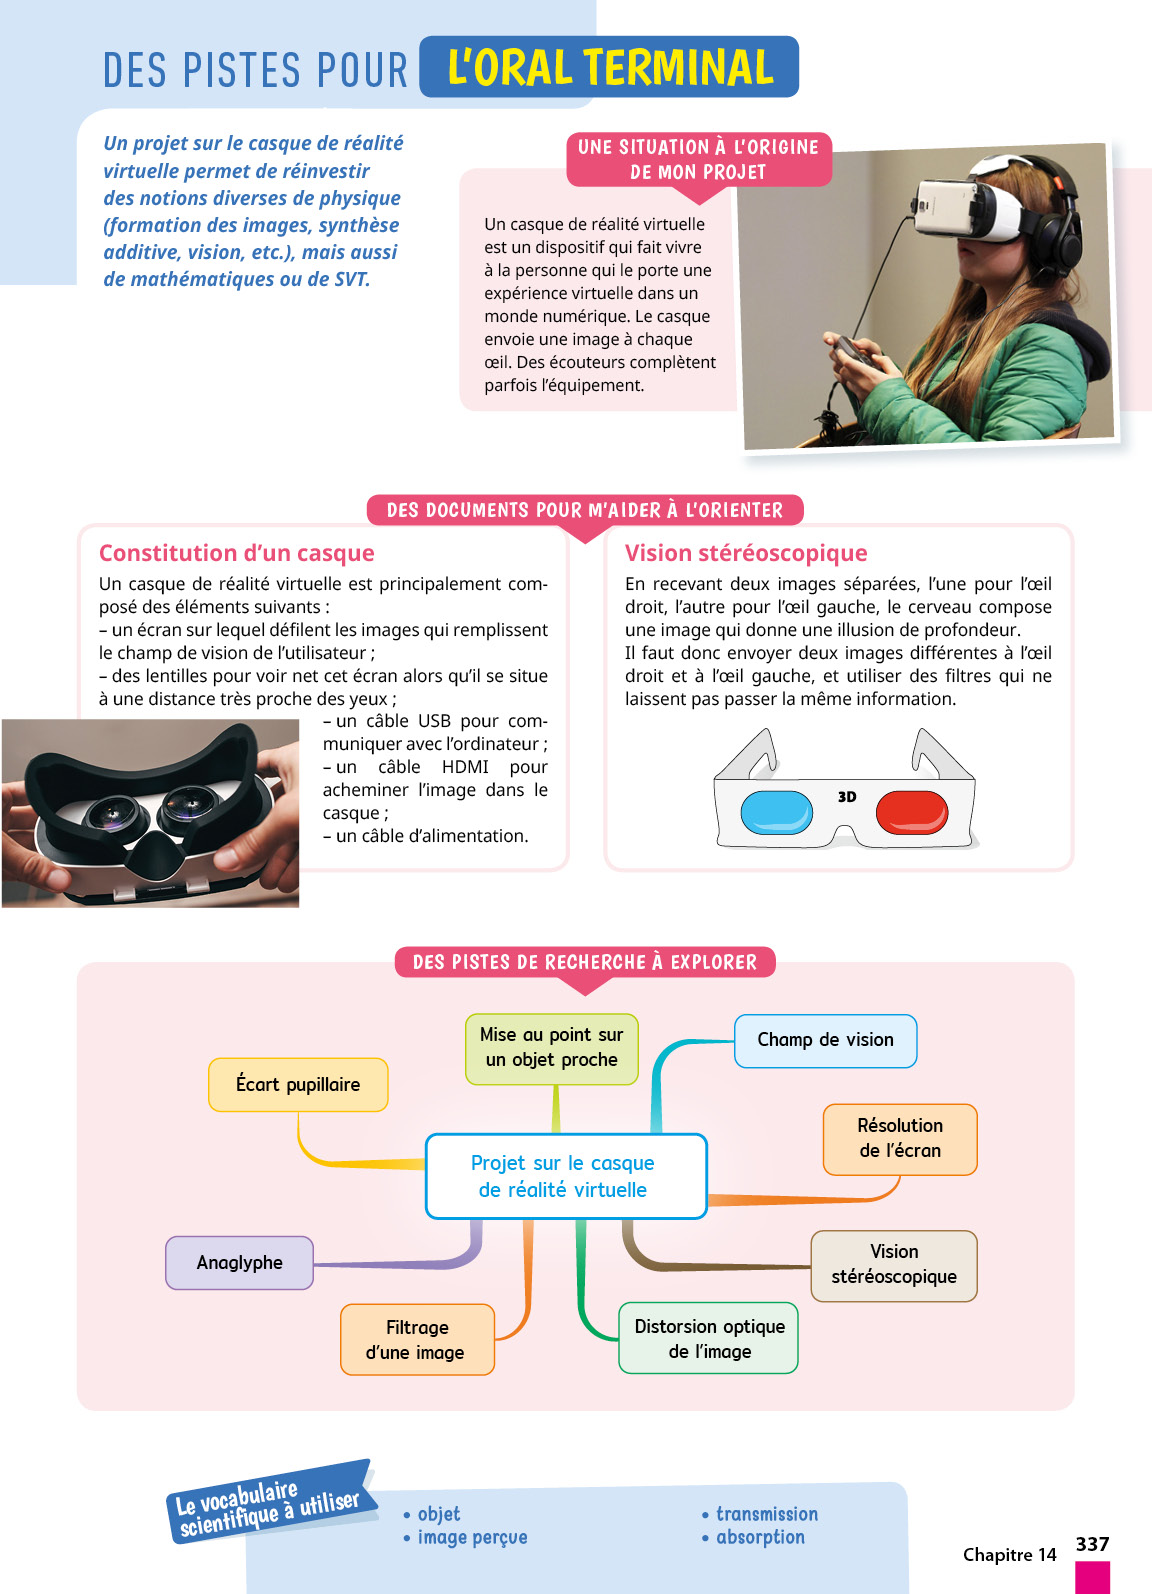 DES PISTES POUR L'ORAL TERMINAL
Un projet sur le casque de réalité
virtuelle permet de réinvestir
des notions diverses de physique
(formation des images, synthèse
additive, vision, etc.), mais aussi
de mathématiques ou de SVT.
UNE SITUATION À L'ORIGINE
DE MON PROJET
Un casque de réalité virtuelle
est un dispositif qui fait vivre
à la personne qui le porte une
expérience virtuelle dans un
monde numérique. Le casque
envoie une image à chaque
œil. Des écouteurs complètent
parfois l'équipement.
DES DOCUMENTS POUR M'AIDER À L'ORIENTER
Constitution d'un casque
Un casque de réalité virtuelle est principalement com-
posé des éléments suivants :
– un écran sur lequel défilent les images qui remplissent
le champ de vision de l'utilisateur ;
– des lentilles pour voir net cet écran alors qu'il se situe
à une distance très proche des yeux ;
– un câble USB pour com-
muniquer avec l'ordinateur ;
– un câble HDMI pour
acheminer l'image dans le
casque ;
– un câble d'alimentation.
Vision stéréoscopique
En recevant deux images séparées, l'une pour l'œil
droit, l'autre pour l'œil gauche, le cerveau compose
une image qui donne une illusion de profondeur.
Il faut donc envoyer deux images différentes à l'œil
droit et à l'œil gauche, et utiliser des filtres qui ne
laissent pas passer la même information.
3D
DES PISTES DE RECHERCHE À EXPLORER
Mise au point sur
un objet proche
Champ de vision
Écart pupillaire
Résolution
de l'écran
Projet sur le casque
de réalité virtuelle
Anaglyphe
Vision
stéréoscopique
Filtrage
d'une image
Distorsion optique
de l'image
Le vocabulaire
scientifique à utiliser
• objet
• image perçue
• transmission
• absorption
Chapitre 14
337